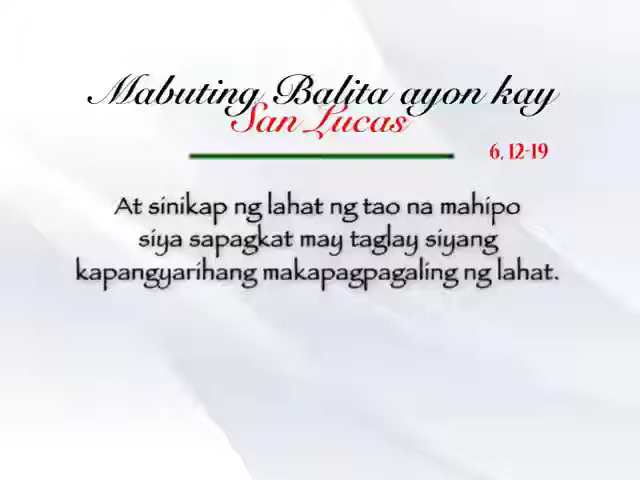 Mabuting Balita ayon kay
San Lucas
6, 12-19
At sinikap ng lahat ng tao na mahipo
siya sapagkat may taglay siyang
kapangyarihang makapagpagaling ng lahat.